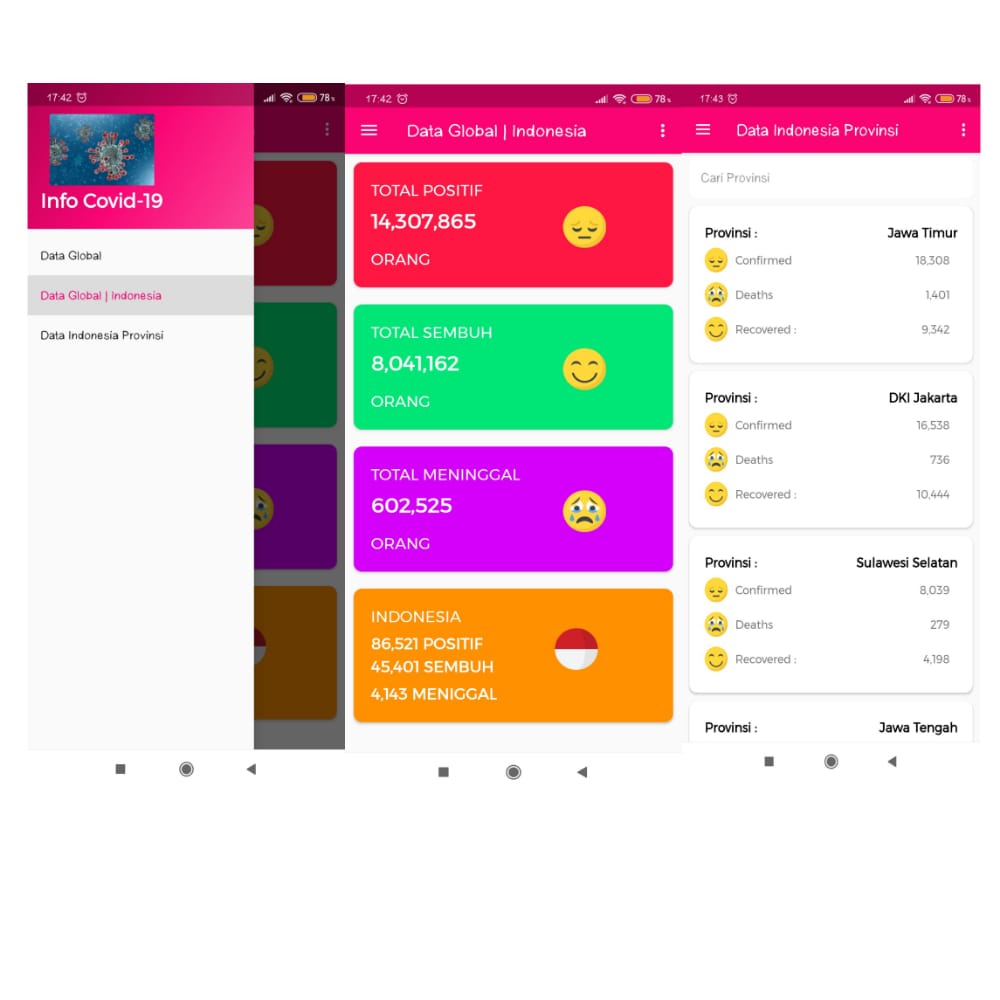 17:42
78%
Info Covid-19
Data Global
Data Global | Indonesia
Data Indonesia Provinsi
17:42
78%
Data Global | Indonesia
TOTAL POSITIF
14,307,865
ORANG
TOTAL SEMBUH
8,041,162
ORANG
TOTAL MENINGGAL
602,525
ORANG
INDONESIA
86,521 POSITIF
45,401 SEMBUH
4,143 MENIGGAL
17:43
78%
Data Indonesia Provinsi
Cari Provinsi
Provinsi : Jawa Timur
Confirmed 18,308
Deaths 1,401
Recovered : 9,342
Provinsi : DKI Jakarta
Confirmed 16,538
Deaths 736
Recovered : 10,444
Provinsi : Sulawesi Selatan
Confirmed 8,039
Deaths 279
Recovered : 4,198
Provinsi : Jawa Tengah